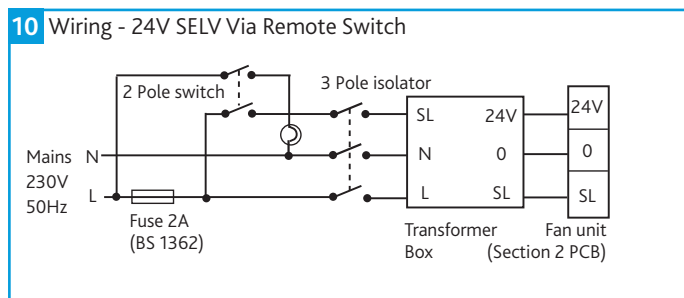 10 Wiring - 24V SELV Via Remote Switch
2 Pole switch
3 Pole isolator
SL 24V
24V
Mains N
230V
50Hz
L
N 0
0
L SL
SL
Fuse 2A
(BS 1362)
Transformer
Box
Fan unit
(Section 2 PCB)